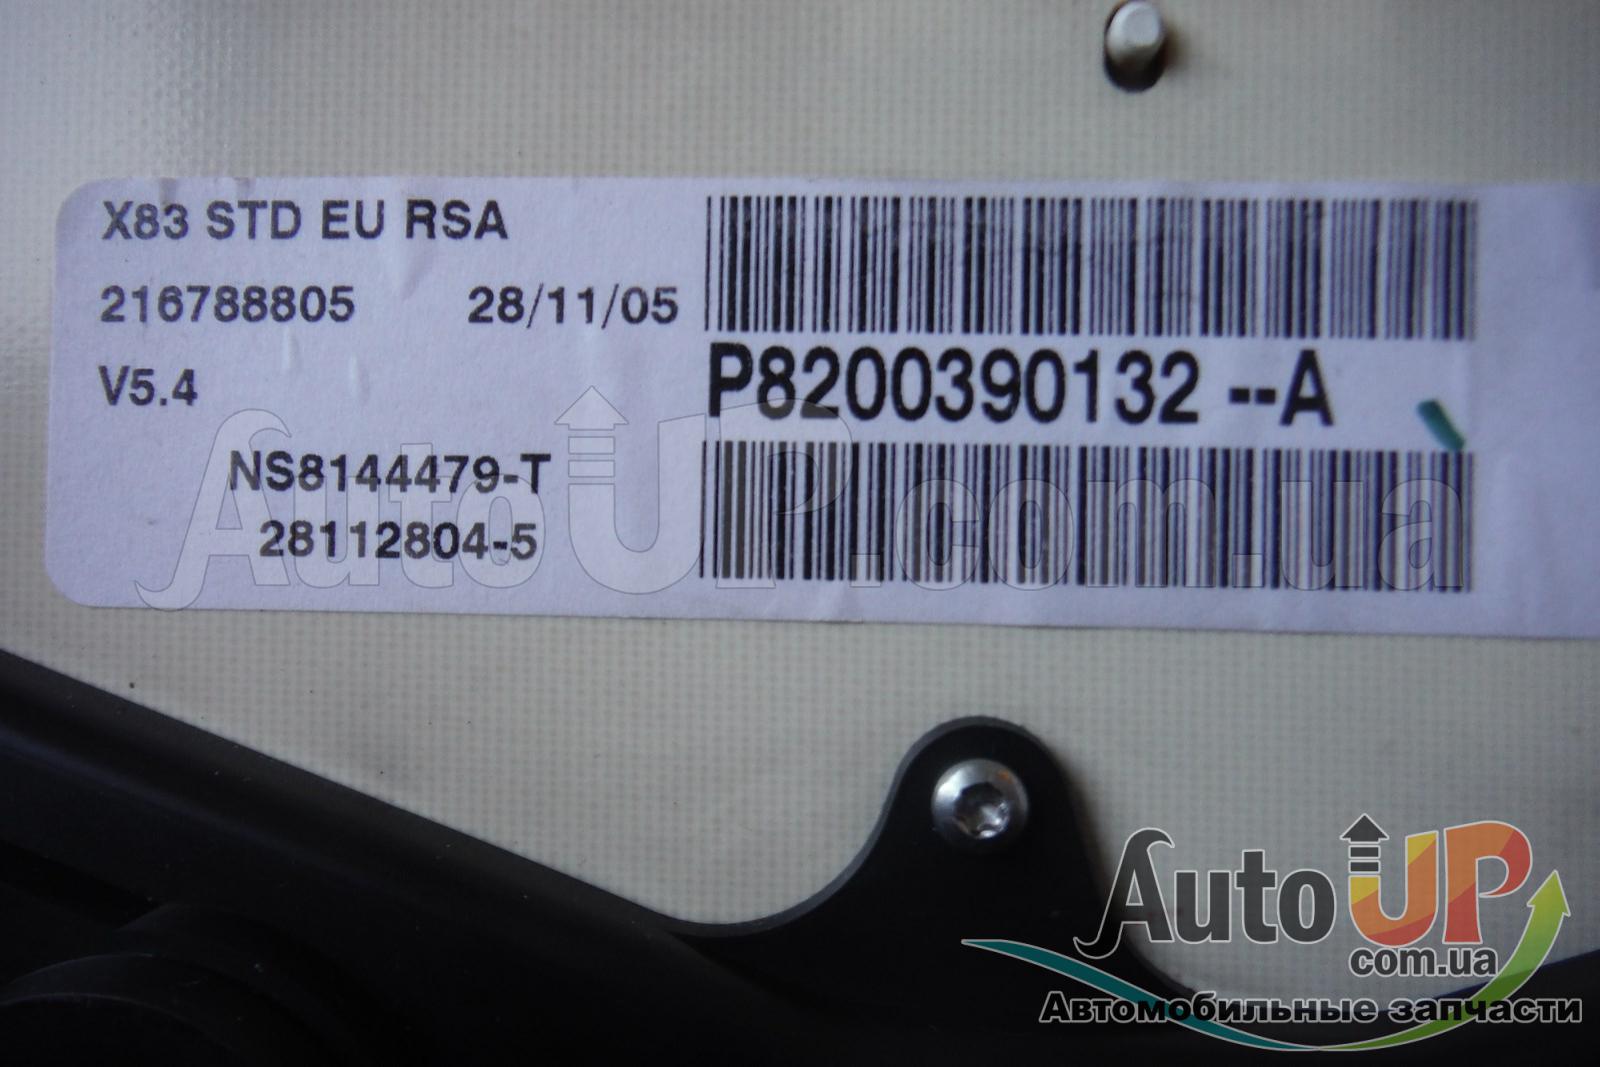 X83 STD EU RSA
216788805 28/11/05
V5.4
P8200390132 --A
NS8144479-T
28112804-5
AutoUP.com.ua
AutoUP
com.ua
Автомобильные запчасти